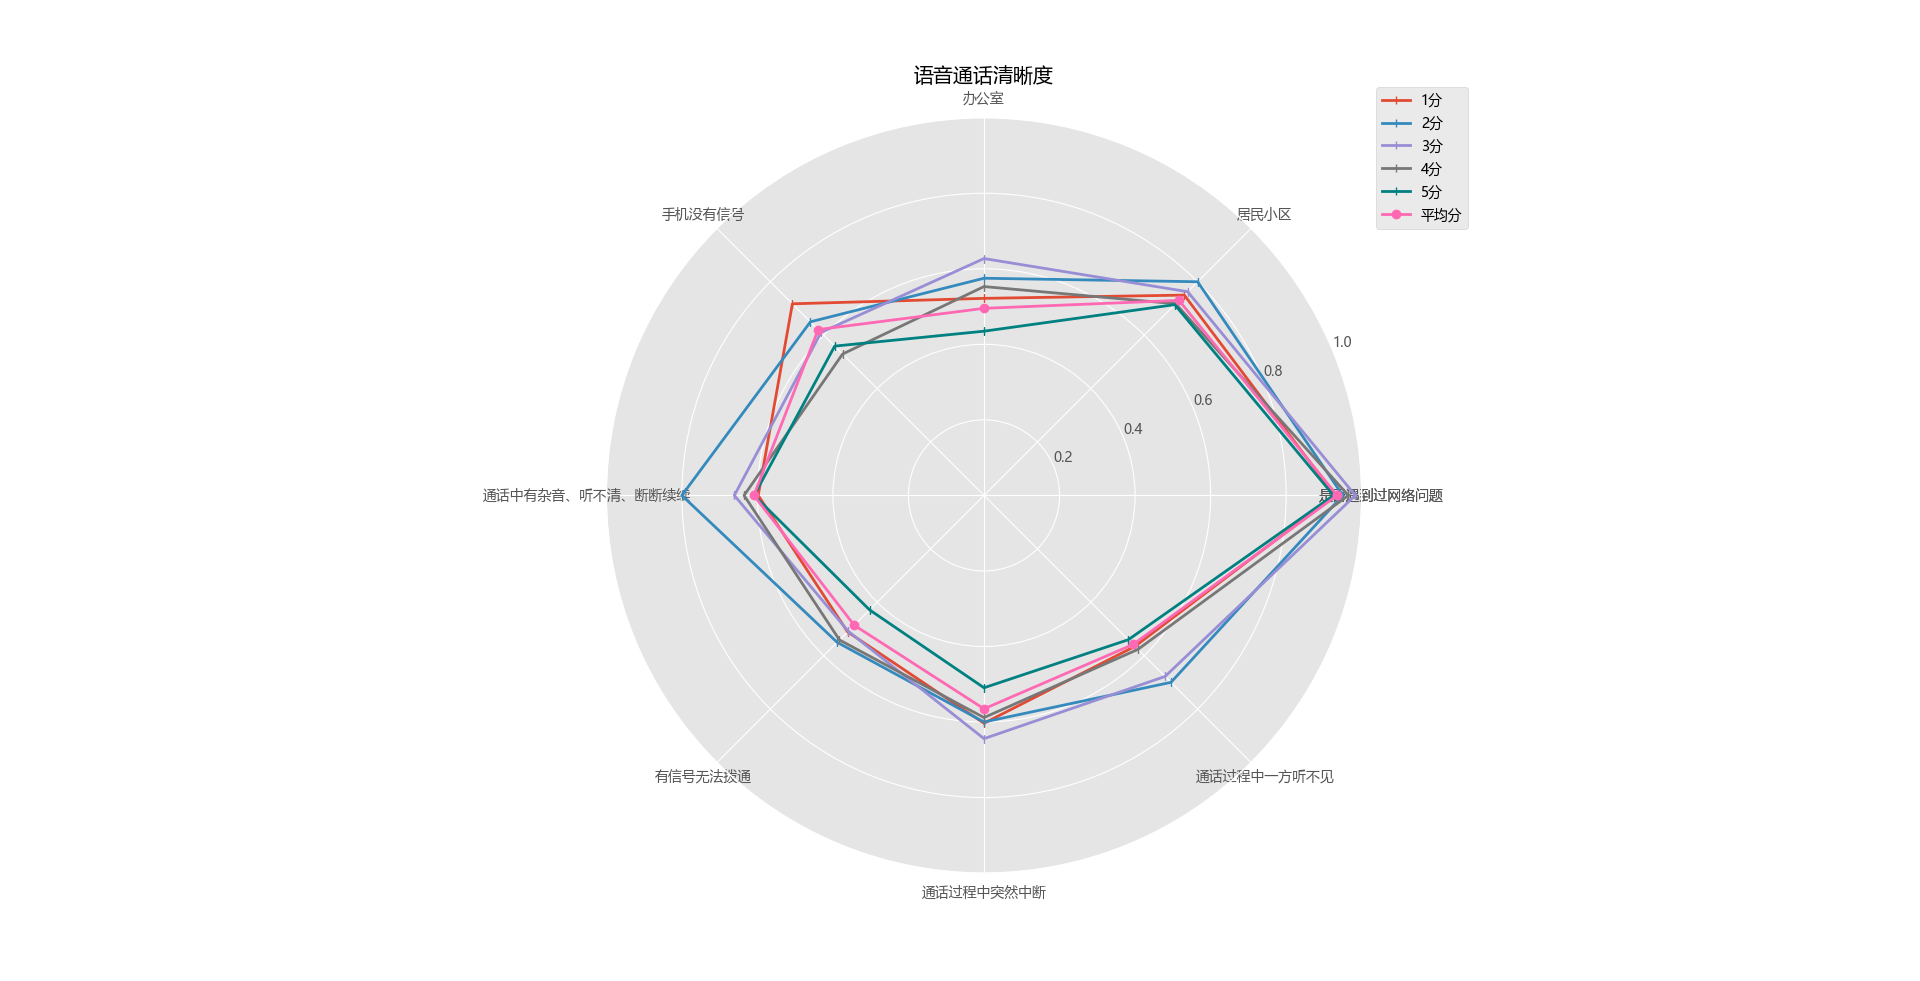 语音通话清晰度
办公室
1分
2分
3分
4分
5分
平均分
手机没有信号
居民小区
1.0
0.8
0.6
0.4
0.2
通话中有杂音、听不清、断断续续
是否遇到过网络问题
有信号无法拨通
通话过程中一方听不见
通话过程中突然中断